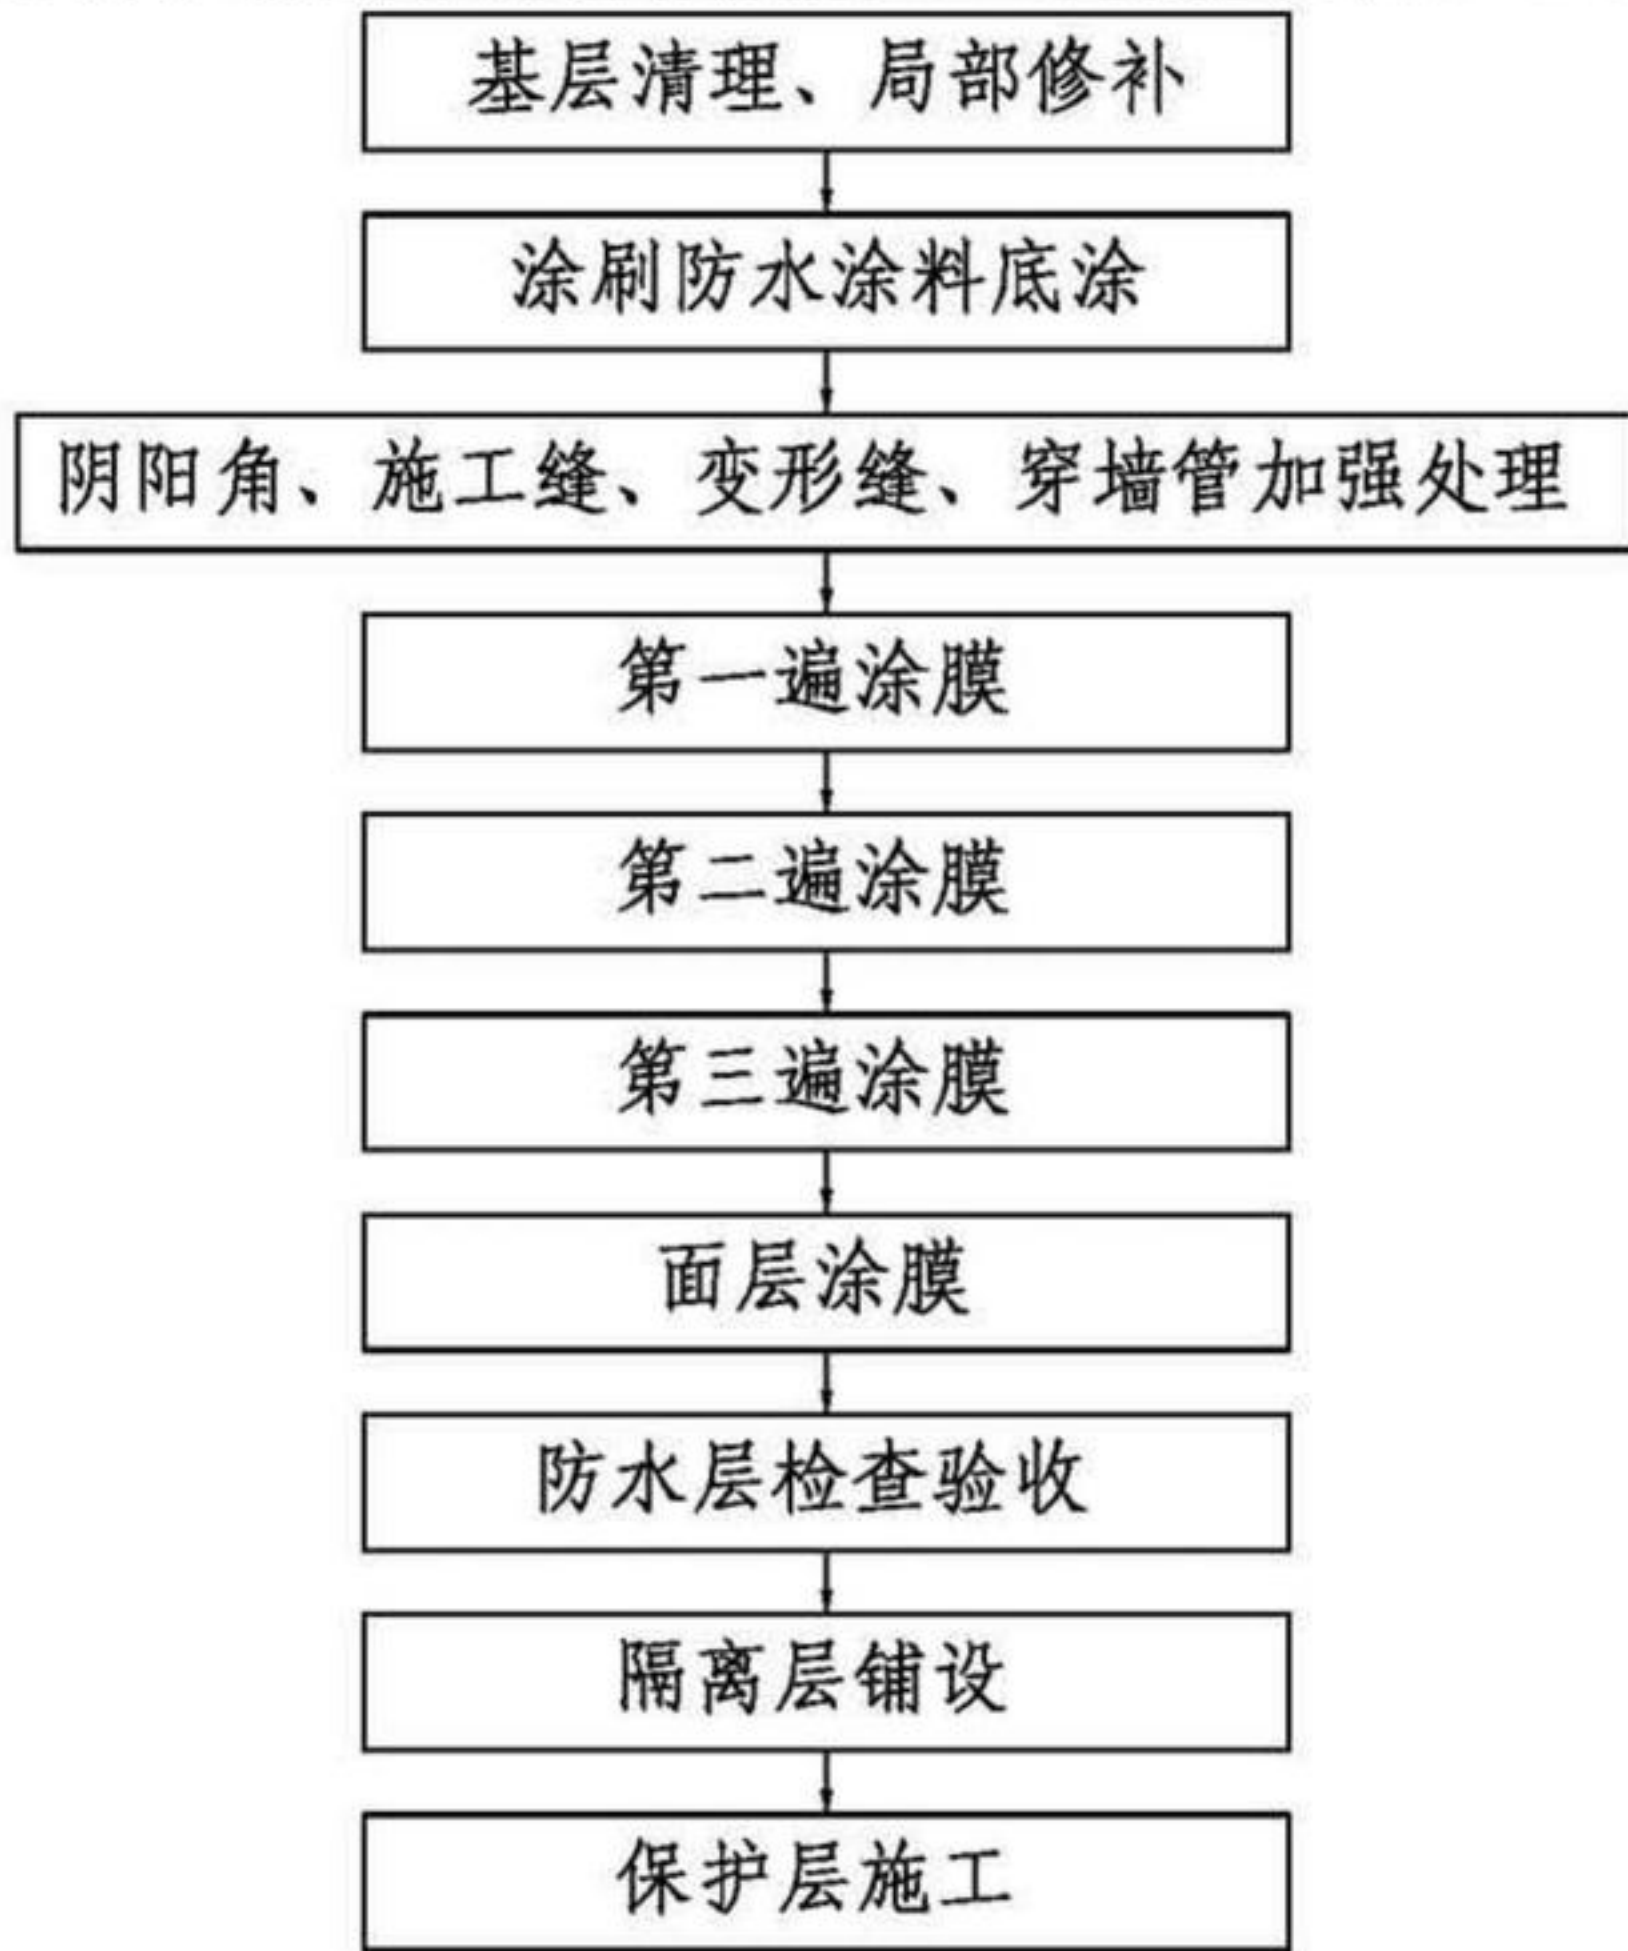 基层清理、局部修补
涂刷防水涂料底涂
阴阳角、施工缝、变形缝、穿墙管加强处理
第一遍涂膜
第二遍涂膜
第三遍涂膜
面层涂膜
防水层检查验收
隔离层铺设
保护层施工